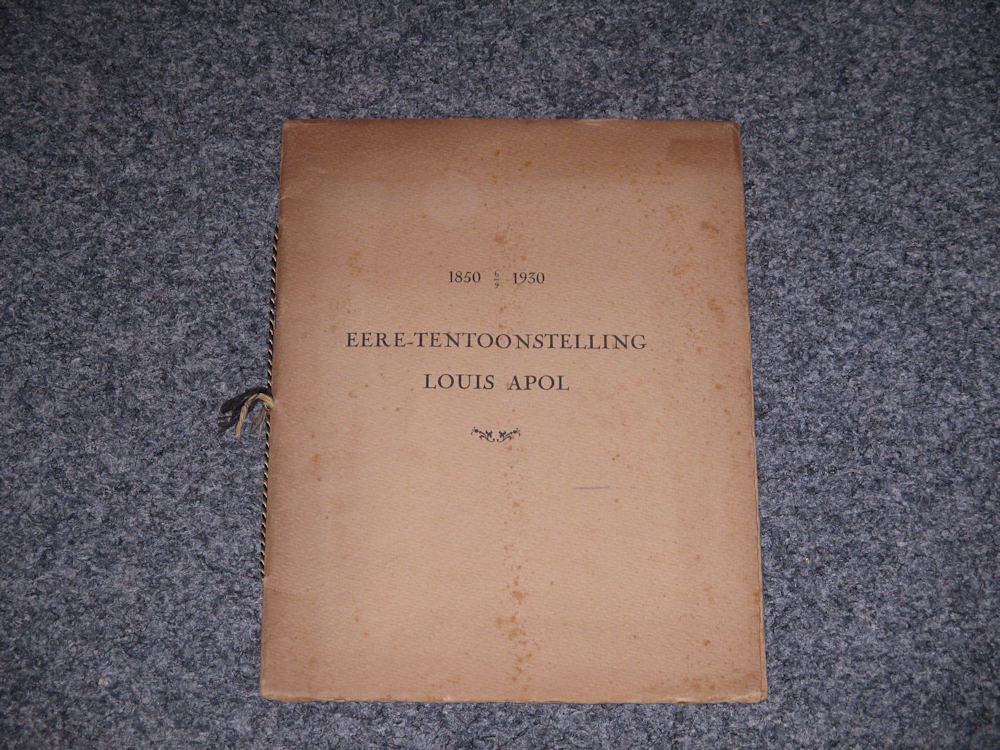 1850 6/9 1930
EERE-TENTOONSTELLING
LOUIS APOL